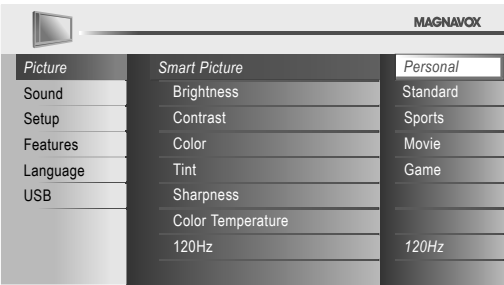 MAGNAVOX
Picture
Sound
Setup
Features
Language
USB
Smart Picture
Brightness
Contrast
Color
Tint
Sharpness
Color Temperature
120Hz
Personal
Standard
Sports
Movie
Game
120Hz